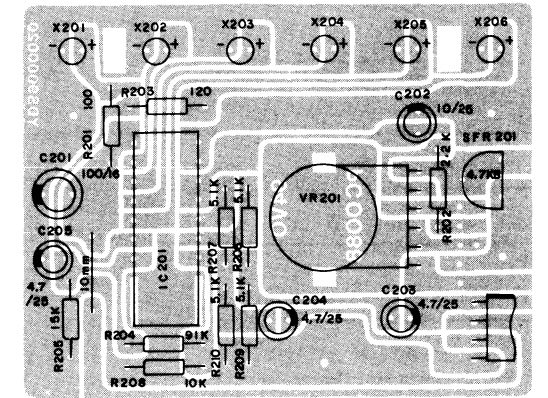 X201
X202
X203
X204
X205
X206
- +
- +
- +
- +
- +
- +
R203
120
C202
10/25
100
R201
SFR201
4.7KB
2.2K
R202
C201
100/16
VR201
C205
4.7
/25
10mm
IC201
5.1K
5.1K
R207
R206
15K
R205
5.1K
5.1K
R210
R209
C204
4.7/25
C203
4.7/25
R204
91K
R208
10K